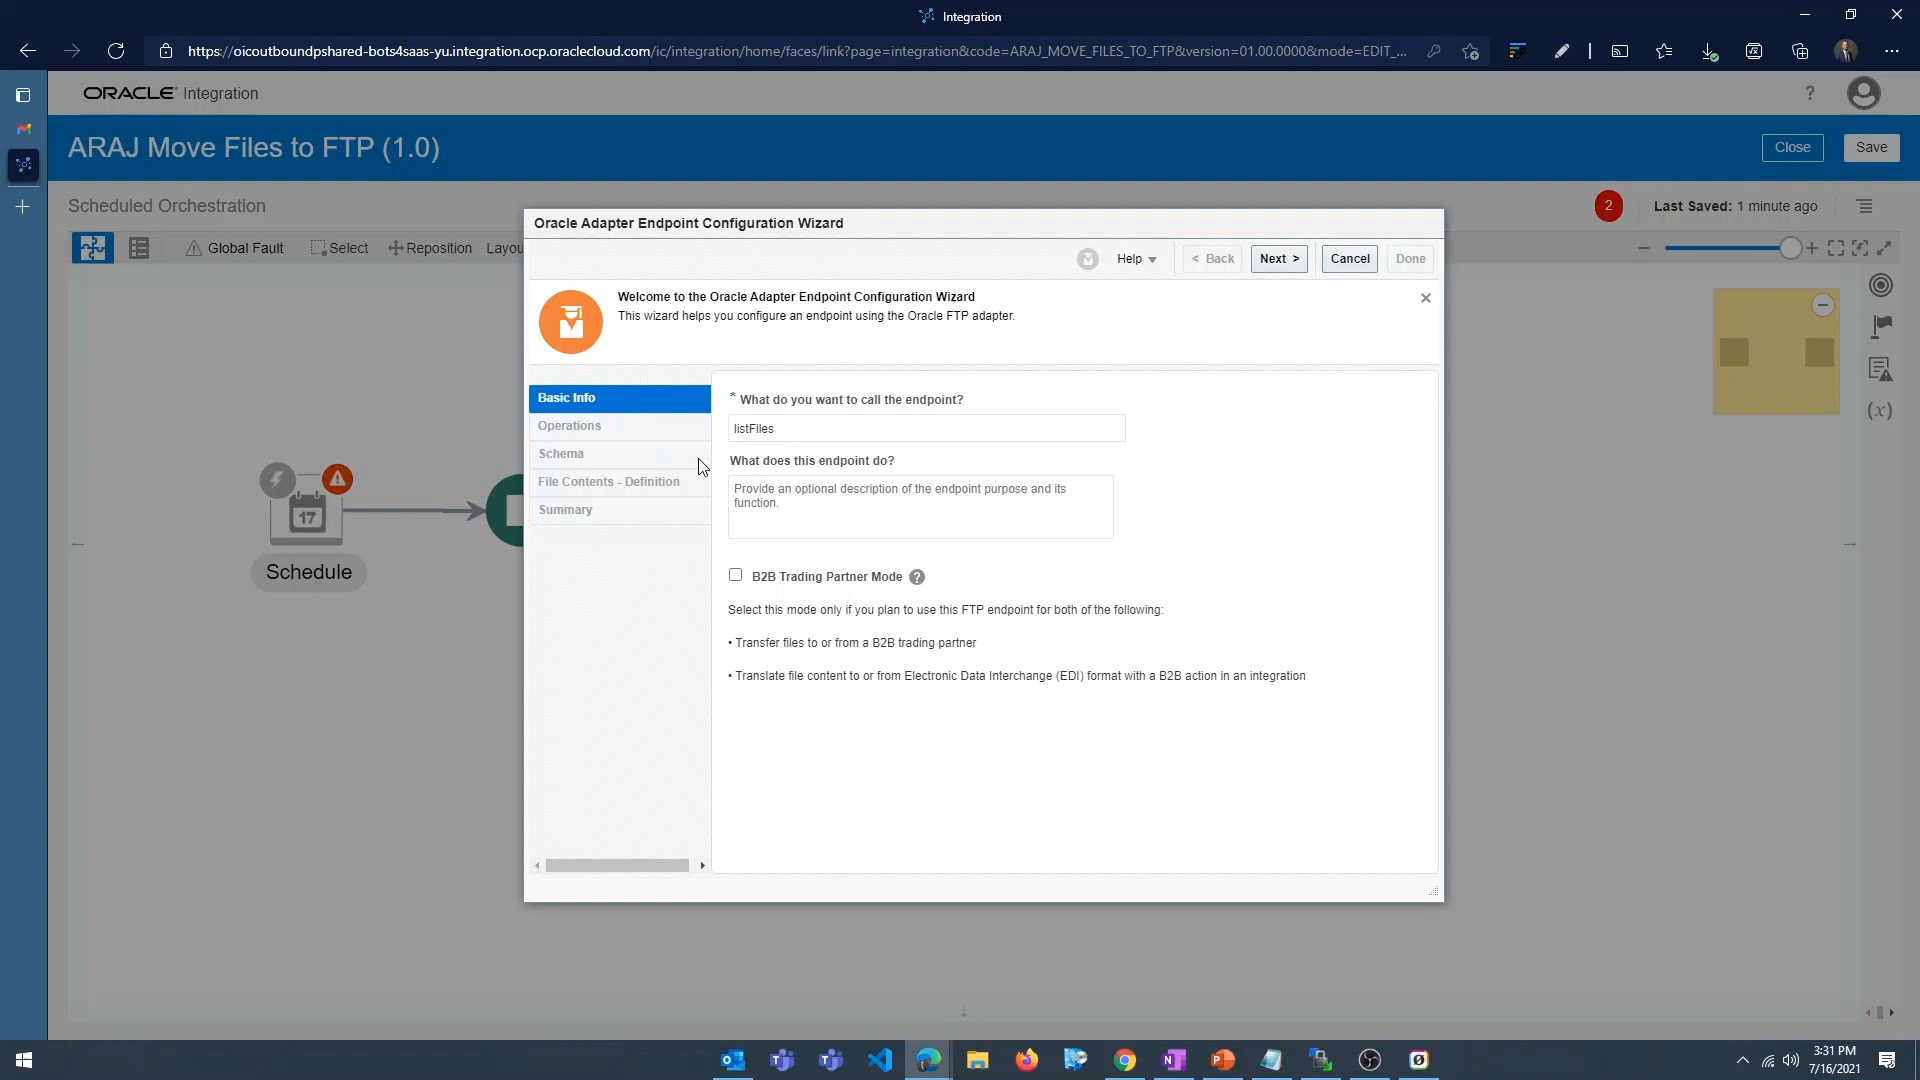 Integration
https://oicoutboundpshared-bots4saas-yu.integration.ocp.oraclecloud.com/ic/integration/home/faces/link?page=integration&code=ARAJ_MOVE_FILES_TO_FTP&version=01.00.0000&mode=EDIT_...
ORACLE Integration
?
ARAJ Move Files to FTP (1.0)
Close
Save
Scheduled Orchestration
2
Last Saved: 1 minute ago
Global Fault
Select
Reposition
Layou
Oracle Adapter Endpoint Configuration Wizard
Help
< Back
Next >
Cancel
Done
Welcome to the Oracle Adapter Endpoint Configuration Wizard
This wizard helps you configure an endpoint using the Oracle FTP adapter.
Basic Info
Operations
Schema
File Contents - Definition
Summary
* What do you want to call the endpoint?
listFiles
What does this endpoint do?
Provide an optional description of the endpoint purpose and its
function.
B2B Trading Partner Mode ?
Select this mode only if you plan to use this FTP endpoint for both of the following:
• Transfer files to or from a B2B trading partner
• Translate file content to or from Electronic Data Interchange (EDI) format with a B2B action in an integration
17
Schedule
(x)
3:31 PM
7/16/2021